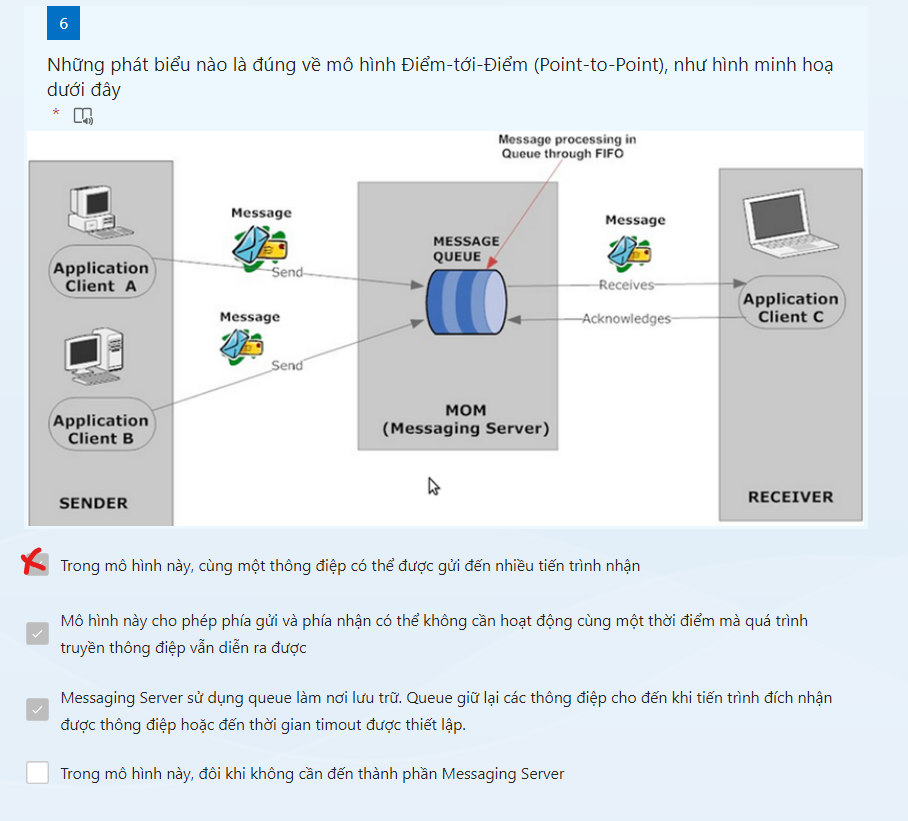 6
Những phát biểu nào là đúng về mô hình Điểm-tới-Điểm (Point-to-Point), như hình minh hoạ
dưới đây
*
Message processing in
Queue through FIFO
Message
Message
MESSAGE
QUEUE
Application
Client A
Send
Receives
Application
Client C
Message
Acknowledges
Send
Application
Client B
MOM
(Messaging Server)
SENDER
RECEIVER
Trong mô hình này, cùng một thông điệp có thể được gửi đến nhiều tiến trình nhận
Mô hình này cho phép phía gửi và phía nhận có thể không cần hoạt động cùng một thời điểm mà quá trình
truyền thông điệp vẫn diễn ra được
Messaging Server sử dụng queue làm nơi lưu trữ. Queue giữ lại các thông điệp cho đến khi tiến trình đích nhận
được thông điệp hoặc đến thời gian timout được thiết lập.
Trong mô hình này, đôi khi không cần đến thành phần Messaging Server